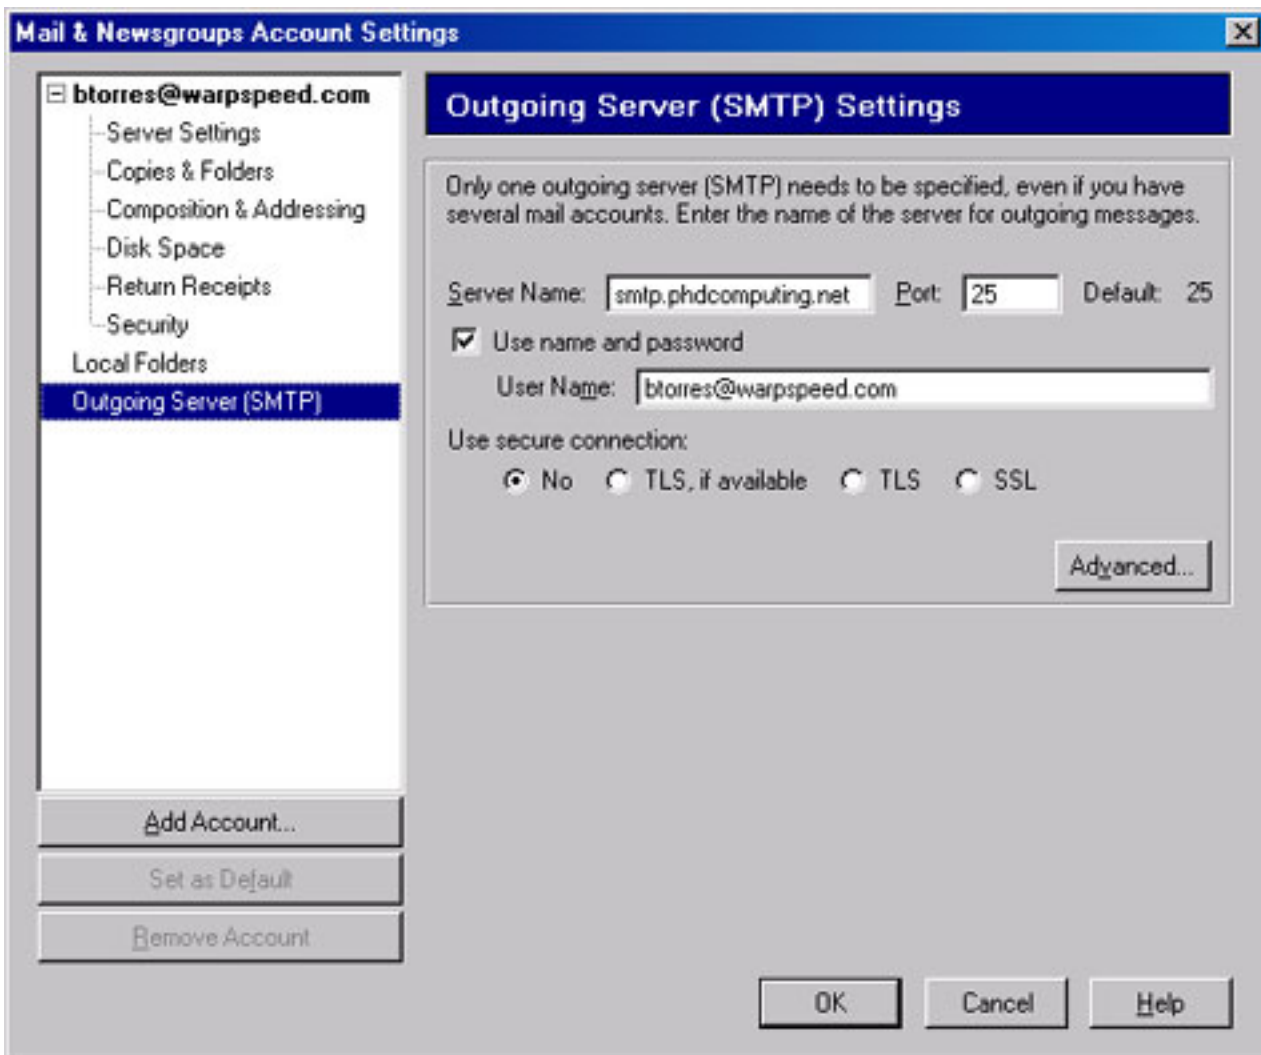 Mail & Newsgroups Account Settings
btorres@warpspeed.com
Server Settings
Copies & Folders
Composition & Addressing
Disk Space
Return Receipts
Security
Local Folders
Outgoing Server (SMTP)
Add Account...
Set as Default
Remove Account
Outgoing Server (SMTP) Settings
Only one outgoing server (SMTP) needs to be specified, even if you have
several mail accounts. Enter the name of the server for outgoing messages.
Server Name: smtp.phdcomputing.net Port: 25 Default: 25
Use name and password
User Name: btorres@warpspeed.com
Use secure connection:
No TLS, if available TLS SSL
Advanced...
OK Cancel Help